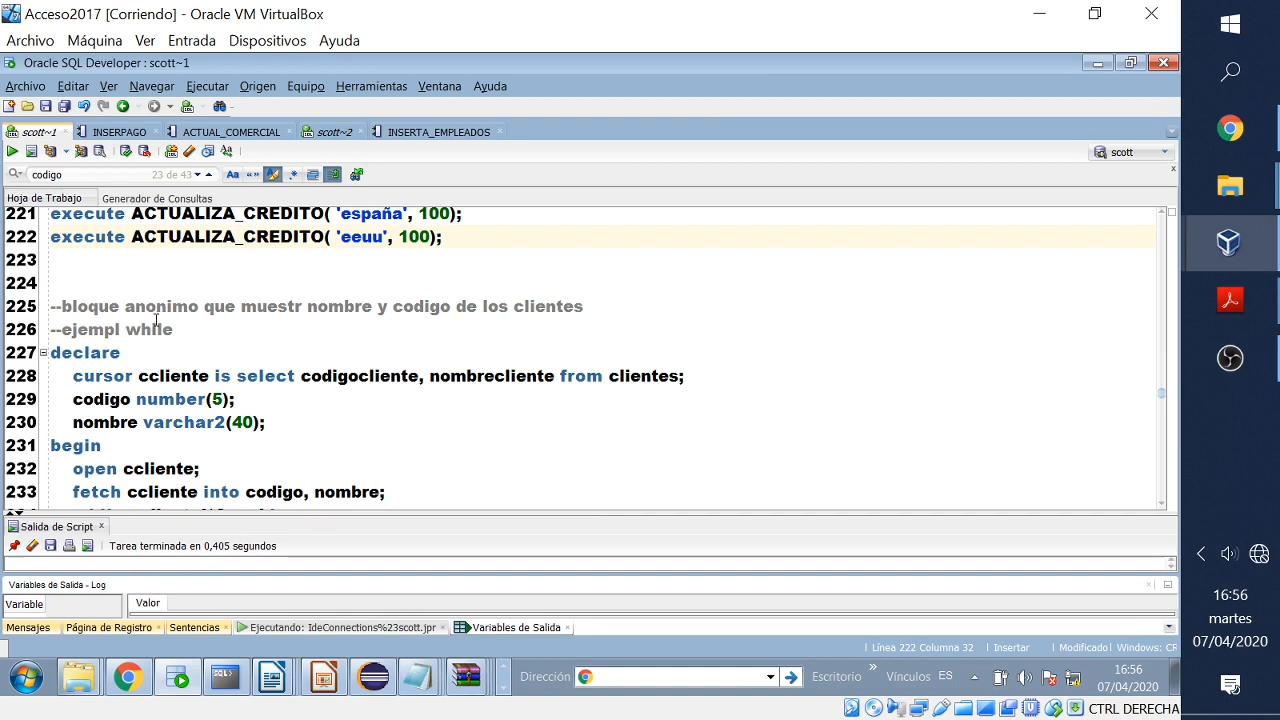 Acceso2017 [Corriendo] - Oracle VM VirtualBox
Archivo Máquina Ver Entrada Dispositivos Ayuda
Oracle SQL Developer : scott~1
Archivo Editar Ver Navegar Ejecutar Origen Equipo Herramientas Ventana Ayuda
scott~1 INSERPAGO ACTUAL_COMERCIAL scott~2 INSERTA_EMPLEADOS
scott
codigo 23 de 43 Aa
Hoja de Trabajo Generador de Consultas
221 execute ACTUALIZA_CREDITO( 'españa', 100);
222 execute ACTUALIZA_CREDITO( 'eeuu', 100);
223
224
225 --bloque anonimo que muestr nombre y codigo de los clientes
226 --ejempl while
227 declare
228 cursor ccliente is select codigocliente, nombrecliente from clientes;
229 codigo number(5);
230 nombre varchar2(40);
231 begin
232 open ccliente;
233 fetch ccliente into codigo, nombre;
Salida de Script
Tarea terminada en 0,405 segundos
Variables de Salida - Log
Variable Valor
Mensajes Página de Registro Sentencias Ejecutando: IdeConnections%23scott.jpr Variables de Salida
Línea 222 Columna 32 Insertar Modificado Windows: CR
Dirección Escritorio » Vínculos ES 16:56
07/04/2020
CTRL DERECHA
16:56
martes
07/04/2020